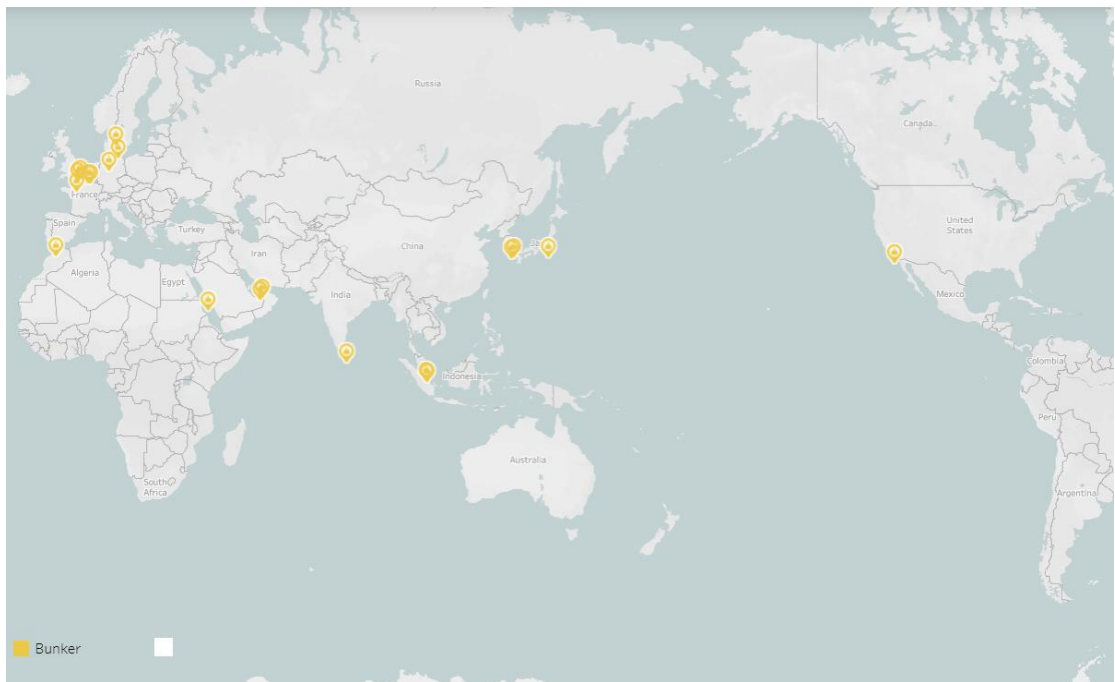 Russia
Canada
France
Spain
Turkey
Iran
China
Ja
United
States
Algeria
Egypt
India
Mexico
Colombia
Indonesia
Peru
Australia
South
Africa
Argentina
Bunker